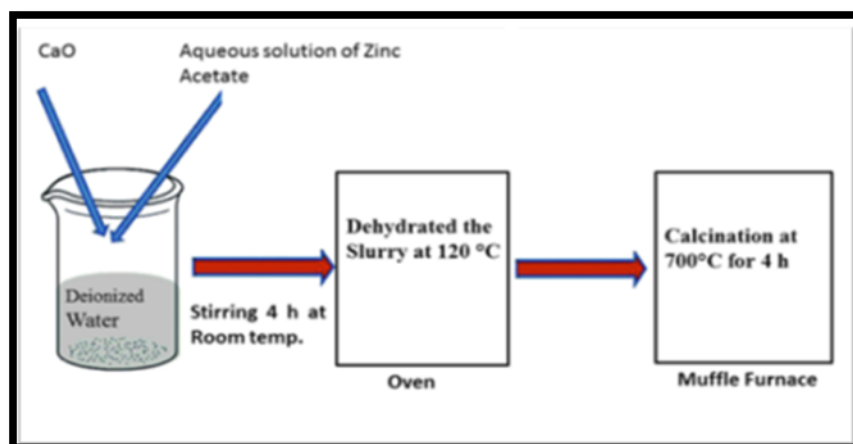 CaO
Aqueous solution of Zinc
Acetate
Deionized
Water
Stirring 4 h at
Room temp.
Dehydrated the
Slurry at 120 °C
Oven
Calcination at
700°C for 4 h
Muffle Furnace